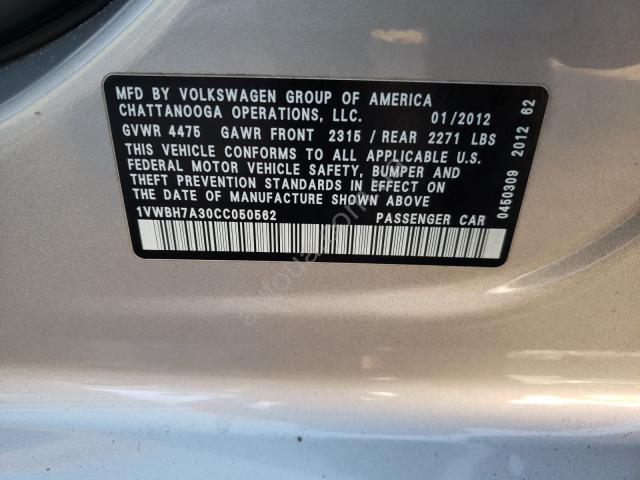 MFD BY VOLKSWAGEN GROUP OF AMERICA
CHATTANOOGA OPERATIONS, LLC. 01/2012
GVWR 4475 GAWR FRONT 2315 / REAR 2271 LBS
THIS VEHICLE CONFORMS TO ALL APPLICABLE U.S.
FEDERAL MOTOR VEHICLE SAFETY, BUMPER AND
THEFT PREVENTION STANDARDS IN EFFECT ON
THE DATE OF MANUFACTURE SHOWN ABOVE
1VWBH7A30CC050562 PASSENGER CAR
0450309 2012 62